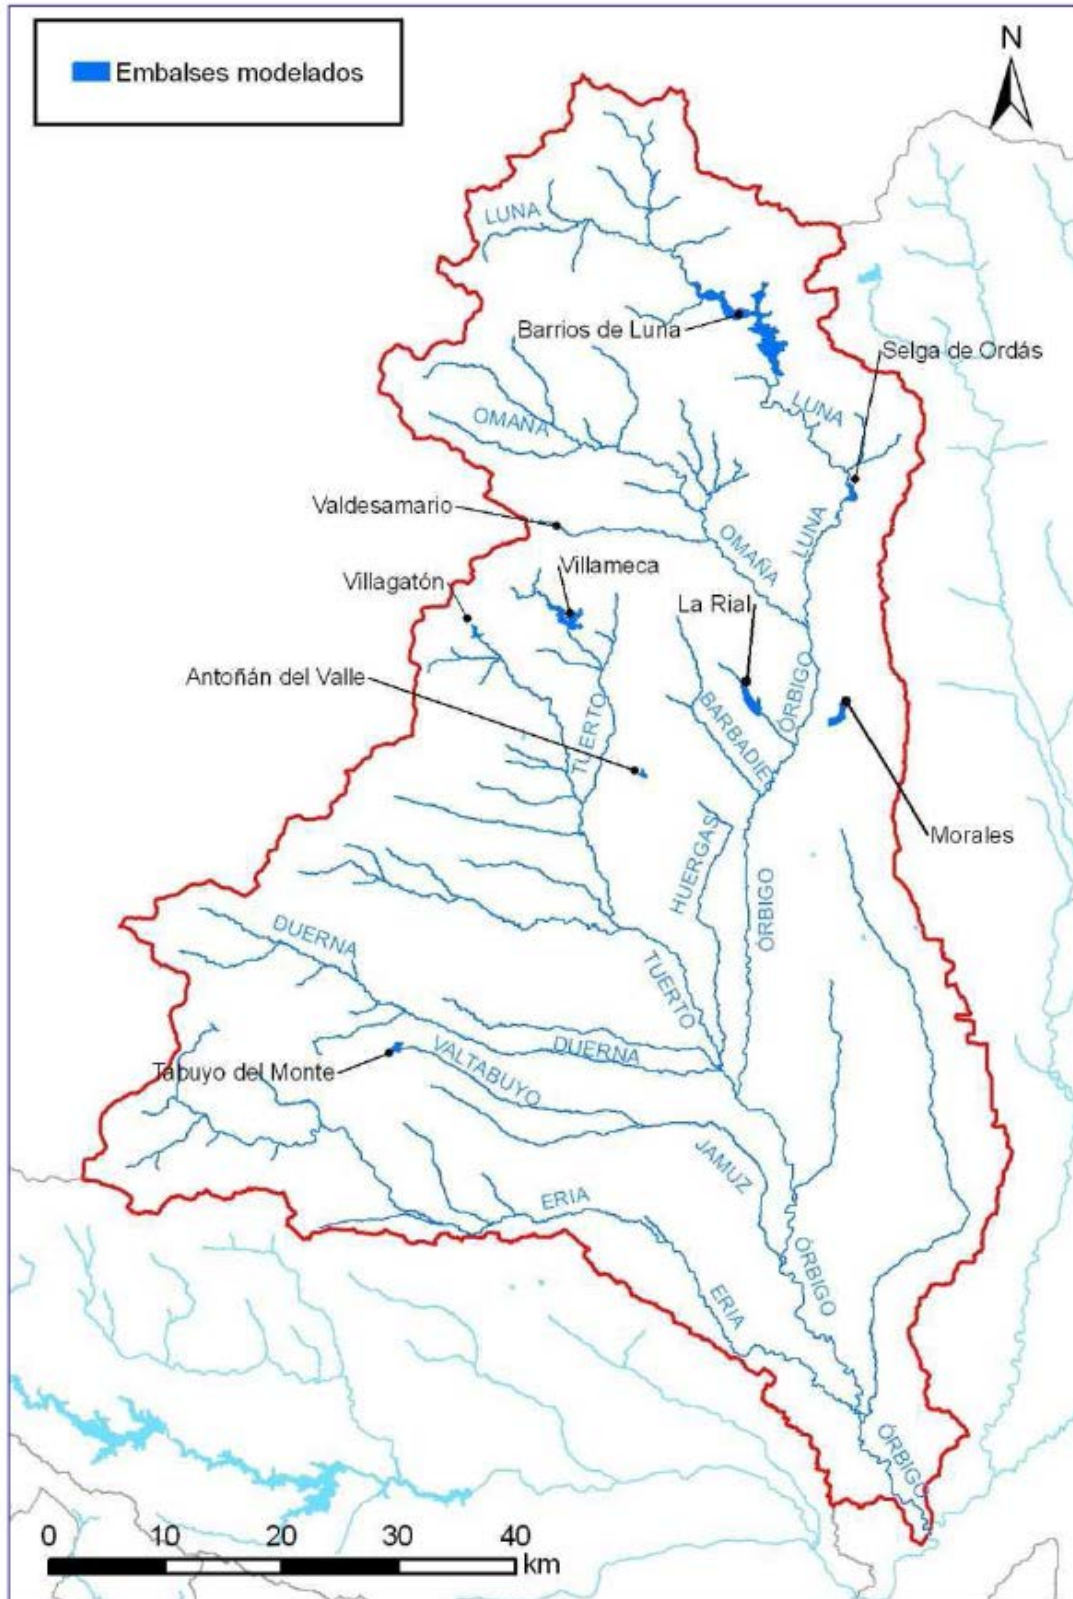 Embalses modelados
N
LUNA
Barrios de Luna
Selga de Ordás
LUNA
OMAÑA
Valdesamario
LUNA
OMAÑA
Villameca
Villagatón
La Rial
Antoñán del Valle
ÓRBIGO
BARBADIEL
TUERTO
Morales
HUERGAS
ÓRBIGO
DUERNA
TUERTO
DUERNA
VALTABUYO
Tabuyo del Monte
JAMUZ
ERIA
ÓRBIGO
ERIA
ÓRBIGO
0 10 20 30 40
km